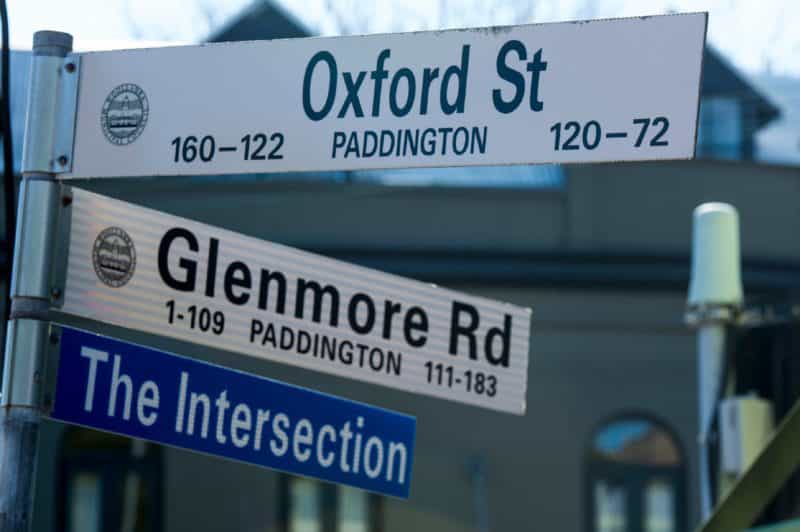 Oxford St
160–122 PADDINGTON 120–72
Glenmore Rd
1-109 PADDINGTON 111-183
The Intersection